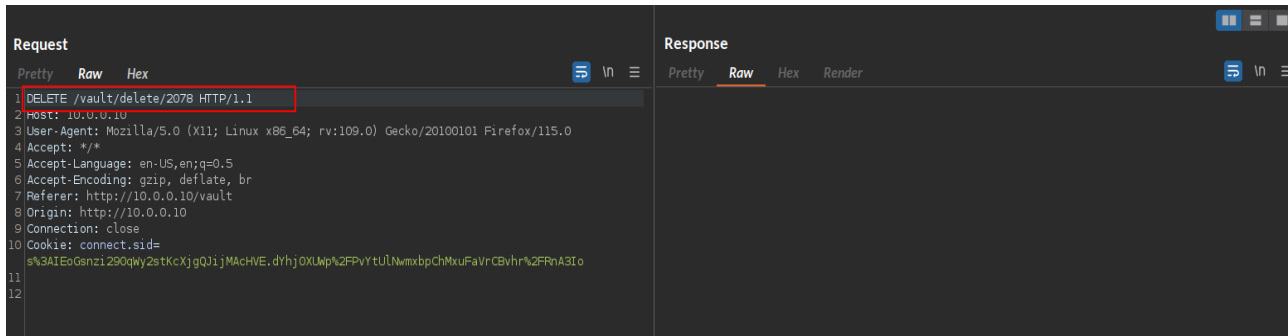 Request
Pretty Raw Hex
\n
1 DELETE /vault/delete/2078 HTTP/1.1
2 Host: 10.0.0.10
3 User-Agent: Mozilla/5.0 (X11; Linux x86_64; rv:109.0) Gecko/20100101 Firefox/115.0
4 Accept: */*
5 Accept-Language: en-US,en;q=0.5
6 Accept-Encoding: gzip, deflate, br
7 Referer: http://10.0.0.10/vault
8 Origin: http://10.0.0.10
9 Connection: close
10 Cookie: connect.sid=
s%3AIEoGsnzi290qWy2stKcXjgQJijMAcHVE.dYhj0XUWp%2FPvYtUlNwmxbpChMxuFaVrCBvhr%2FRnA3Io
11
12
Response
Pretty Raw Hex Render
\n